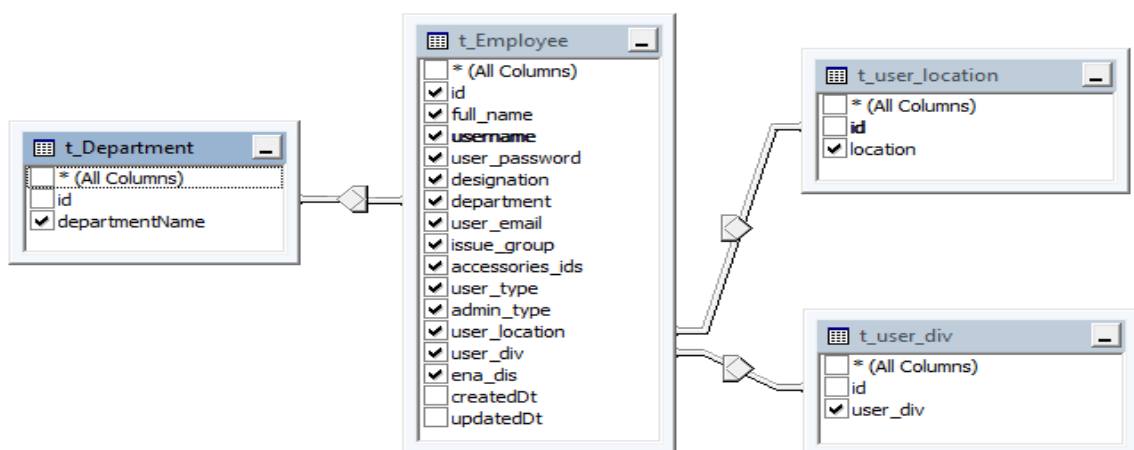 t_Department
* (All Columns)
id
departmentName
t_Employee
* (All Columns)
id
full_name
username
user_password
designation
department
user_email
issue_group
accessories_ids
user_type
admin_type
user_location
user_div
ena_dis
createdDt
updatedDt
t_user_location
* (All Columns)
id
location
t_user_div
* (All Columns)
id
user_div